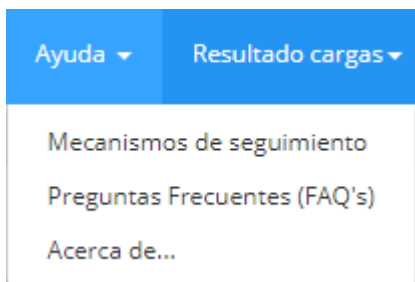 Ayuda
Resultado cargas
Mecanismos de seguimiento
Preguntas Frecuentes (FAQ's)
Acerca de...